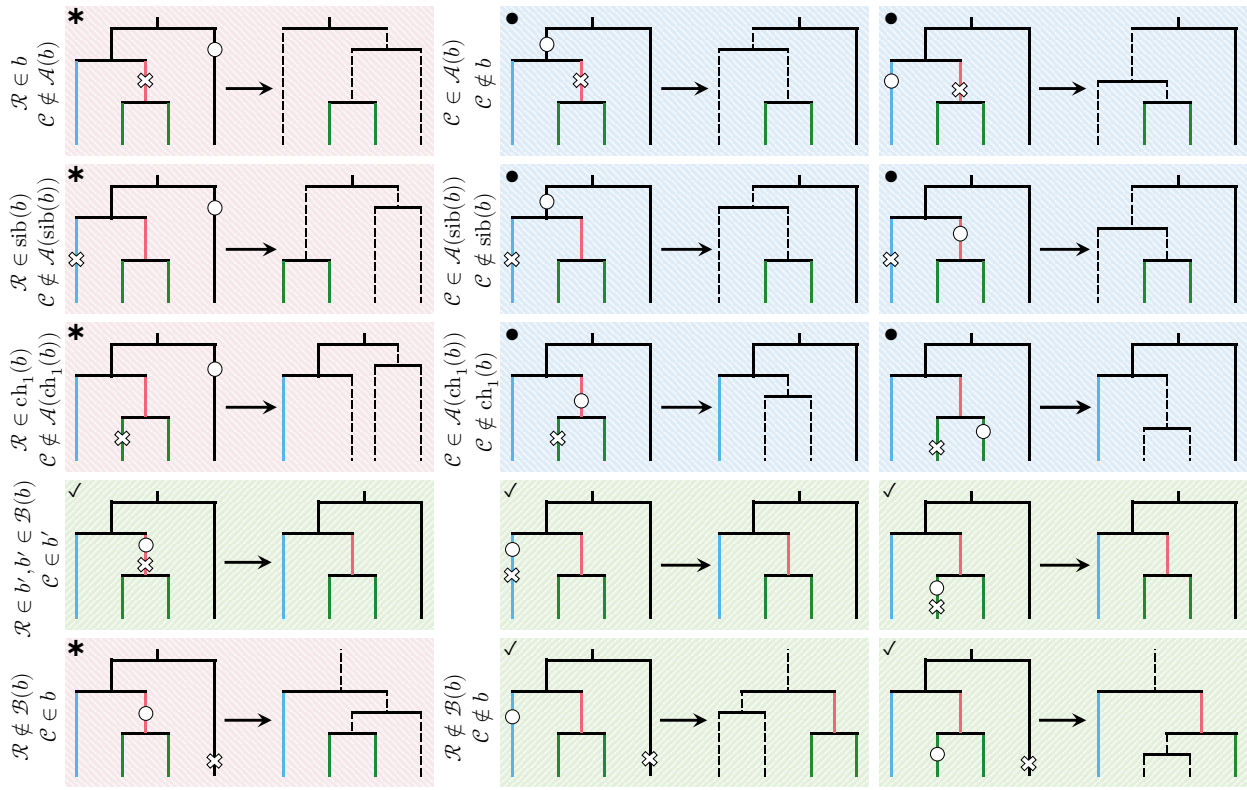 ∗
ℛ ∈ b
𝒞 ∉ 𝒜(b)
●
𝒞 ∈ 𝒜(b)
𝒞 ∉ b
●
∗
ℛ ∈ sib(b)
𝒞 ∉ 𝒜(sib(b))
●
𝒞 ∈ 𝒜(sib(b))
𝒞 ∉ sib(b)
●
∗
ℛ ∈ ch₁(b)
𝒞 ∉ 𝒜(ch₁(b))
●
𝒞 ∈ 𝒜(ch₁(b))
𝒞 ∉ ch₁(b)
●
✓
ℛ ∈ b′, b′ ∈ ℬ(b)
𝒞 ∈ b′
✓
✓
∗
ℛ ∉ ℬ(b)
𝒞 ∈ b
✓
ℛ ∉ ℬ(b)
𝒞 ∉ b
✓